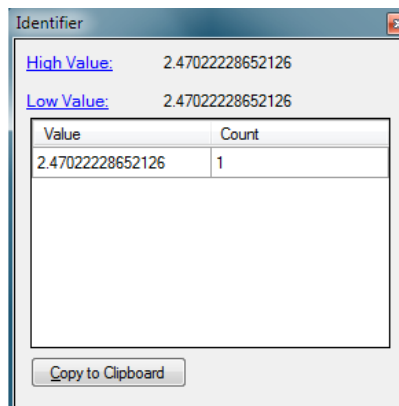 Identifier
High Value: 2.47022228652126
Low Value: 2.47022228652126
Value Count
2.47022228652126 1
Copy to Clipboard